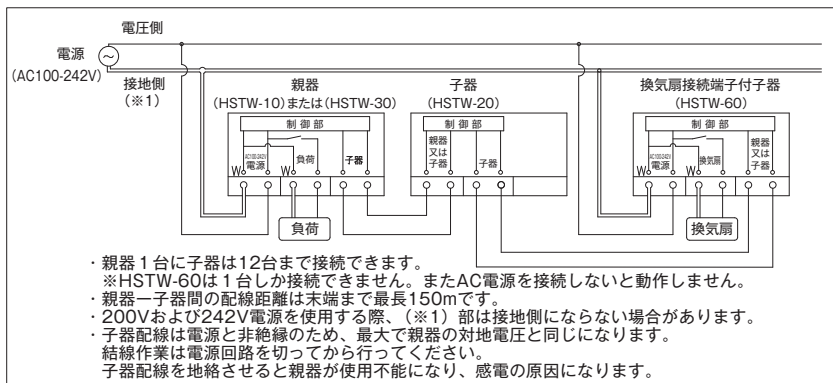 電圧側
電源
(AC100-242V)
接地側
(※1)
親器
(HSTW-10)または(HSTW-30)
子器
(HSTW-20)
換気扇接続端子付子器
(HSTW-60)
制御部
AC100-242V
電源
W
W
負荷
子器
負荷
制御部
親器
又は
子器
子器
制御部
AC100-242V
電源
W
W
換気扇
親器
又は
子器
換気扇
・親器1台に子器は12台まで接続できます。
※HSTW-60は1台しか接続できません。またAC電源を接続しないと動作しません。
・親器ー子器間の配線距離は末端まで最長150mです。
・200Vおよび242V電源を使用する際、(※1)部は接地側にならない場合があります。
・子器配線は電源と非絶縁のため、最大で親器の対地電圧と同じになります。
結線作業は電源回路を切ってから行ってください。
子器配線を地絡させると親器が使用不能になり、感電の原因になります。